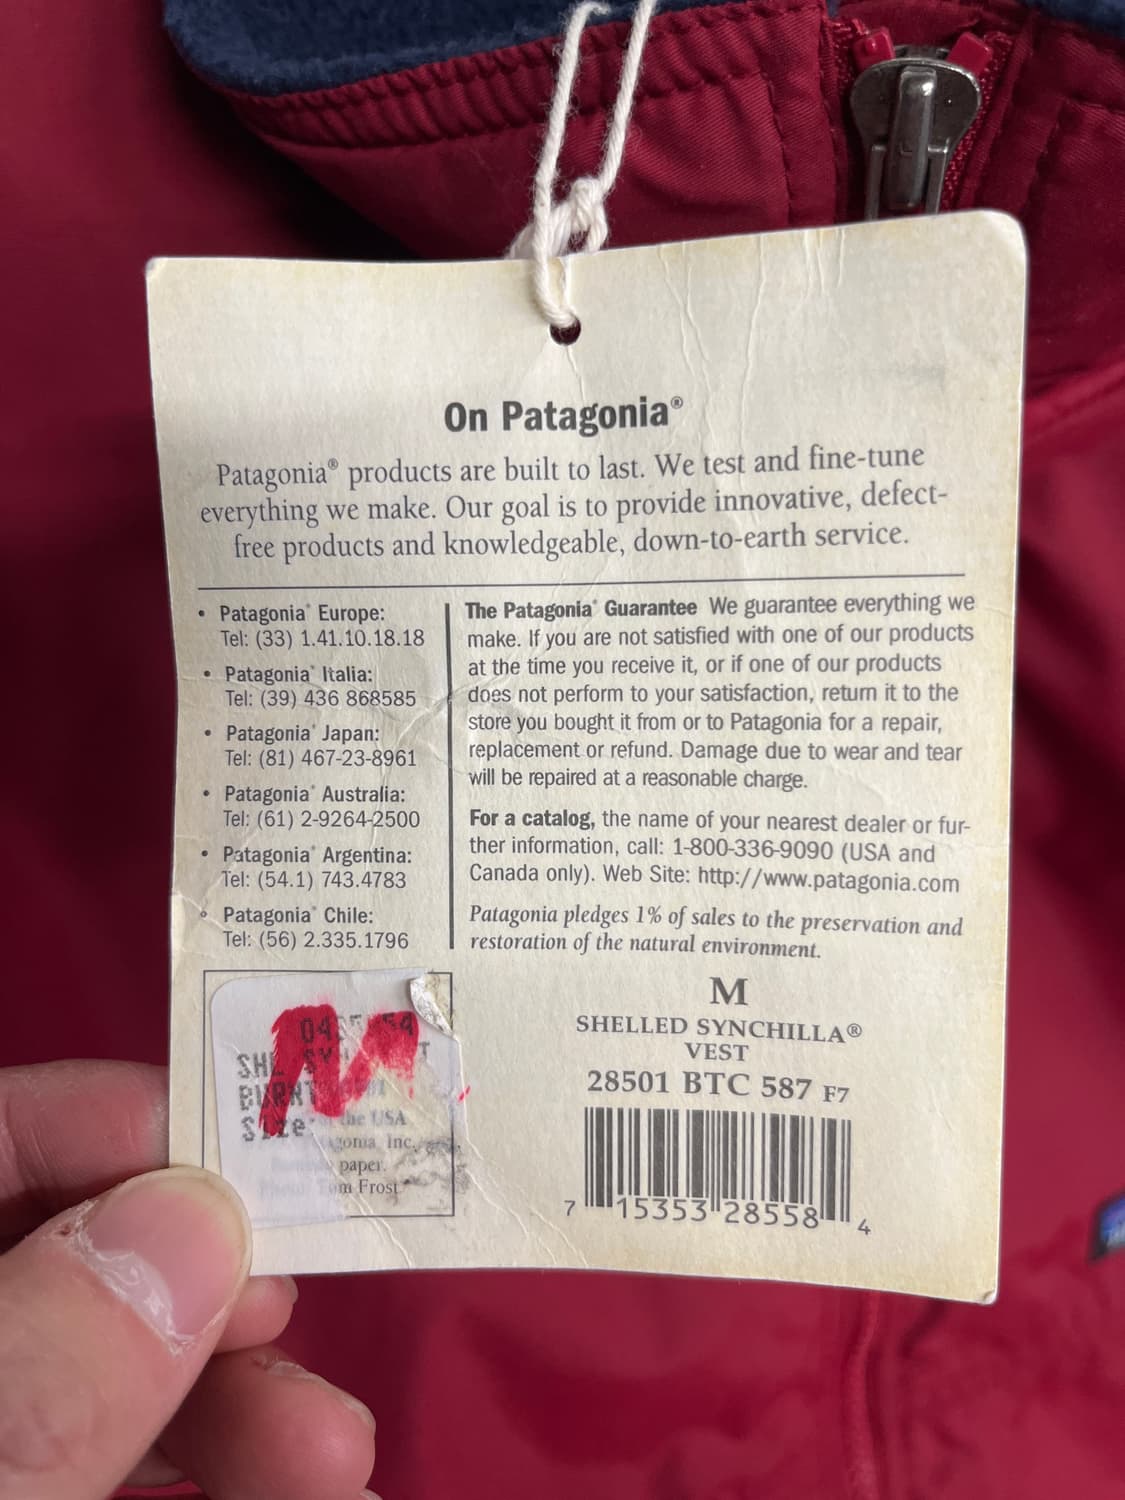 On Patagonia®
Patagonia® products are built to last. We test and fine-tune
everything we make. Our goal is to provide innovative, defect-
free products and knowledgeable, down-to-earth service.
• Patagonia® Europe:
Tel: (33) 1.41.10.18.18
• Patagonia® Italia:
Tel: (39) 436 868585
• Patagonia® Japan:
Tel: (81) 467-23-8961
• Patagonia® Australia:
Tel: (61) 2-9264-2500
• Patagonia® Argentina:
Tel: (54.1) 743.4783
• Patagonia® Chile:
Tel: (56) 2.335.1796
The Patagonia® Guarantee We guarantee everything we
make. If you are not satisfied with one of our products
at the time you receive it, or if one of our products
does not perform to your satisfaction, return it to the
store you bought it from or to Patagonia for a repair,
replacement or refund. Damage due to wear and tear
will be repaired at a reasonable charge.
For a catalog, the name of your nearest dealer or fur-
ther information, call: 1-800-336-9090 (USA and
Canada only). Web Site: http://www.patagonia.com
Patagonia pledges 1% of sales to the preservation and
restoration of the natural environment.
Size:
the USA
Inc.
paper.
Tom Frost
M
SHELLED SYNCHILLA®
VEST
28501 BTC 587 F7
7 15353 28558 4